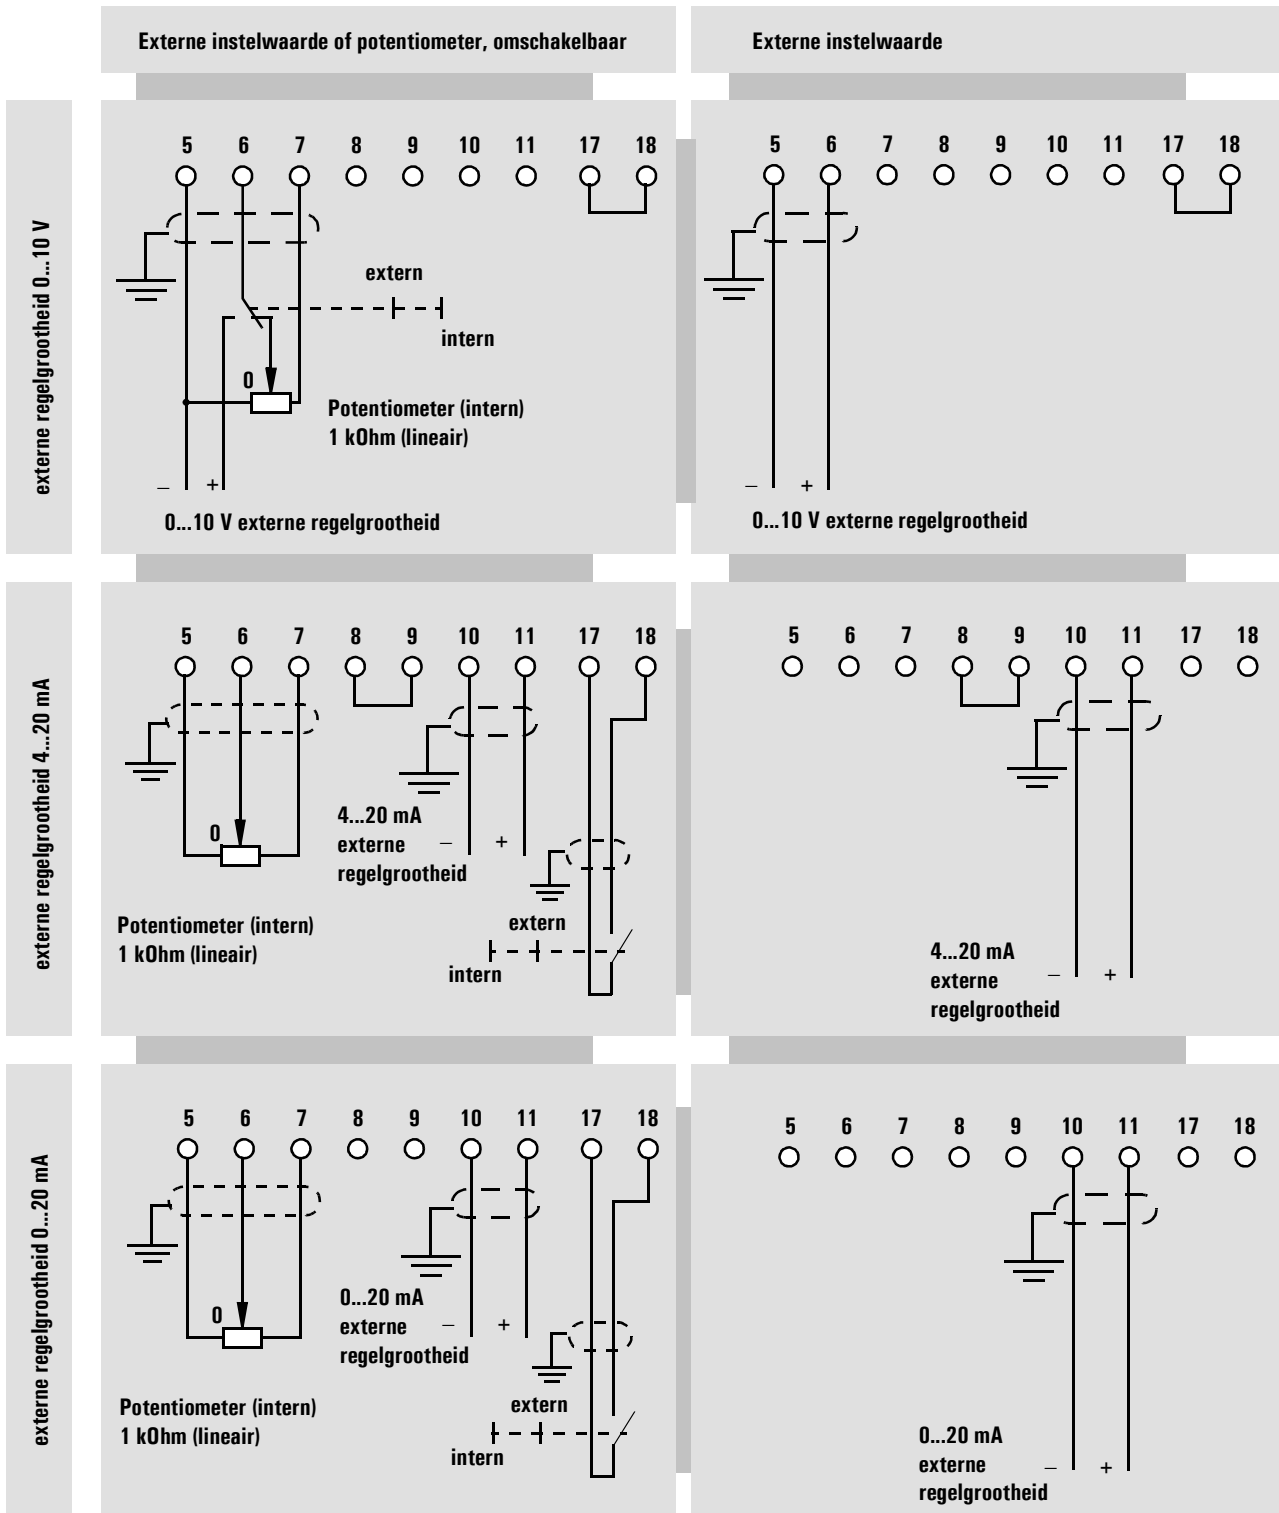 Externe instelwaarde of potentiometer, omschakelbaar
Externe instelwaarde
externe regelgrootheid 0...10 V
5 6 7 8 9 10 11 17 18
extern
intern
0
Potentiometer (intern)
1 kOhm (lineair)
– +
0...10 V externe regelgrootheid
5 6 7 8 9 10 11 17 18
– +
0...10 V externe regelgrootheid
externe regelgrootheid 4...20 mA
5 6 7 8 9 10 11 17 18
0
4...20 mA
externe
regelgrootheid
– +
Potentiometer (intern)
1 kOhm (lineair)
extern
intern
5 6 7 8 9 10 11 17 18
4...20 mA
externe
regelgrootheid
– +
externe regelgrootheid 0...20 mA
5 6 7 8 9 10 11 17 18
0
0...20 mA
externe
regelgrootheid
– +
Potentiometer (intern)
1 kOhm (lineair)
extern
intern
5 6 7 8 9 10 11 17 18
0...20 mA
externe
regelgrootheid
– +